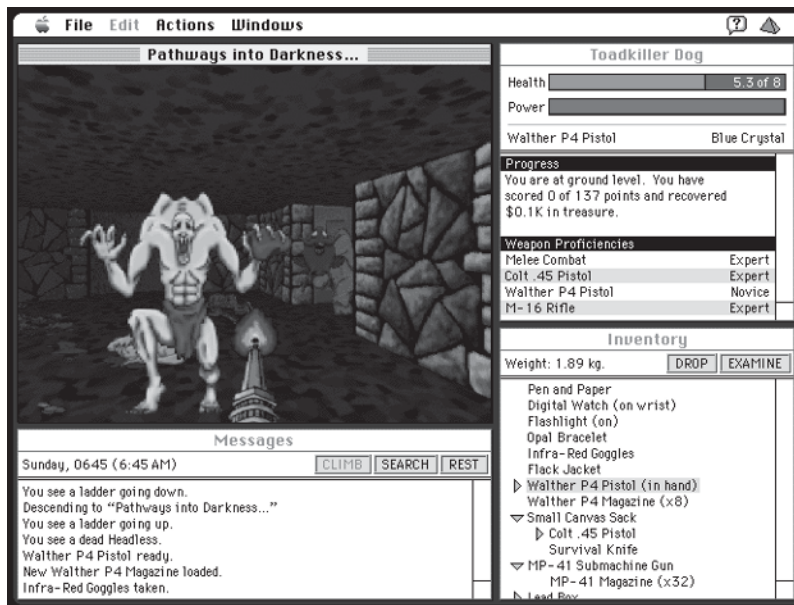 File Edit Actions Windows
Pathways into Darkness...
Toadkiller Dog
Health 5.3 of 8
Power
Walther P4 Pistol Blue Crystal
Progress
You are at ground level. You have
scored 0 of 137 points and recovered
$0.1K in treasure.
Weapon Proficiencies
Melee Combat Expert
Colt .45 Pistol Expert
Walther P4 Pistol Novice
M-16 Rifle Expert
Inventory
Weight: 1.89 kg. DROP EXAMINE
Pen and Paper
Digital Watch (on wrist)
Flashlight (on)
Opal Bracelet
Infra-Red Goggles
Flack Jacket
Walther P4 Pistol (in hand)
Walther P4 Magazine (x8)
Small Canvas Sack
Colt .45 Pistol
Survival Knife
MP-41 Submachine Gun
MP-41 Magazine (x32)
Lead Box
Messages
Sunday, 0645 (6:45 AM) CLIMB SEARCH REST
You see a ladder going down.
Descending to “Pathways into Darkness...”
You see a ladder going up.
You see a dead Headless.
Walther P4 Pistol ready.
New Walther P4 Magazine loaded.
Infra-Red Goggles taken.